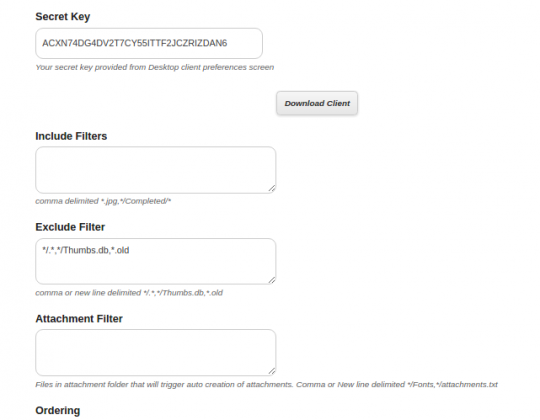 Secret Key
ACXN74DG4DV2T7CY55ITTF2JCZRIZDAN6
Your secret key provided from Desktop client preferences screen
Download Client
Include Filters
comma delimited *.jpg,*/Completed/*
Exclude Filter
*/.*,*/Thumbs.db,*.old
comma or new line delimited */.*,*/Thumbs.db,*.old
Attachment Filter
Files in attachment folder that will trigger auto creation of attachments. Comma or New line delimited */Fonts,*/attachments.txt
Ordering